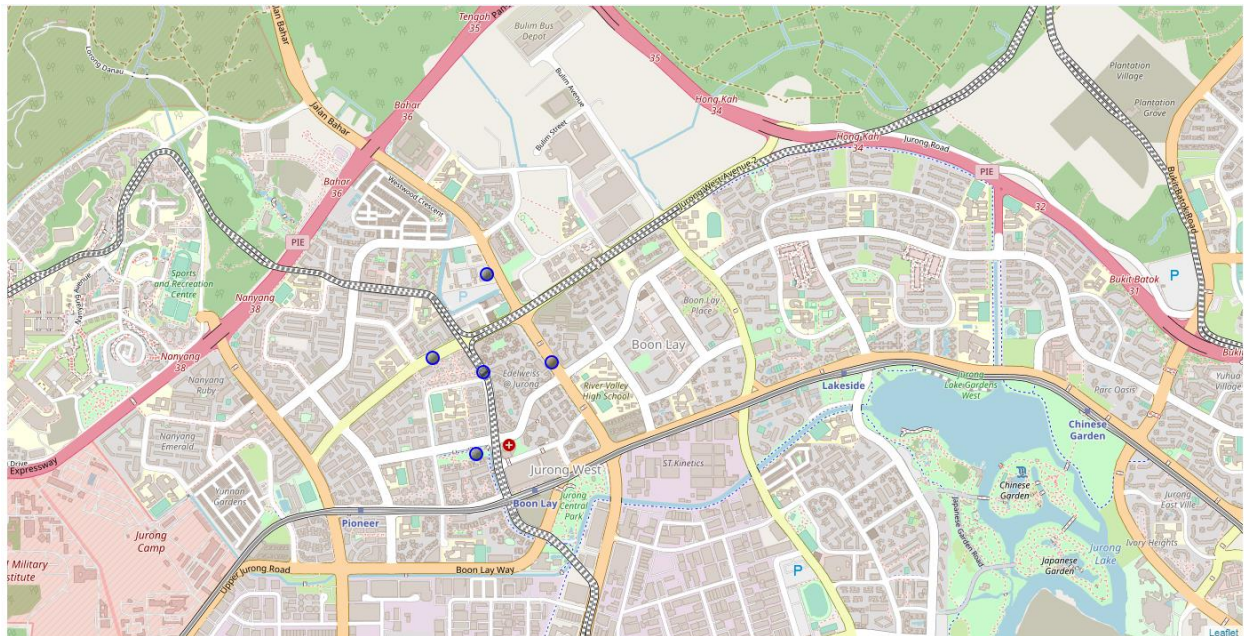 Tengah
35
Pan
Jalan Bahar
Bulim Bus
Depot
Lorong Danau
Bulim Avenue
35
Plantation
Village
Plantation
Grove
Hong Kah
34
Jalan Bahar
Bahar
36
Bulim Street
Hong Kah
34
Jurong Road
PIE
Bukit Batok Road
Bahar
36
Westwood Crescent
Jurong West Avenue 2
32
PIE
Sports
and Recreation
Centre
Nanyang Avenue
Nanyang
38
P
P
Bukit Batok
31
Boon Lay
Place
Boon Lay
Nanyang
38
Edelweiss
@ Jurong
River Valley
High School
Lakeside
Jurong
Lake Gardens
West
Parc Oasis
Yuhua
Village
Nanyang
Ruby
Nanyang
Emerald
Chinese
Garden
Drive
Expressway
Jurong West
ST Kinetics
Chinese
Garden
Yunnan
Gardens
Boon Lay
Jurong
Central
Park
Jurong
East Ville
Pioneer
Jurong
Camp
Japanese Garden Road
Ivory Heights
Jurong
Lake
Japanese
Garden
Military
stitute
Upper Jurong Road
Boon Lay Way
P
Leaflet